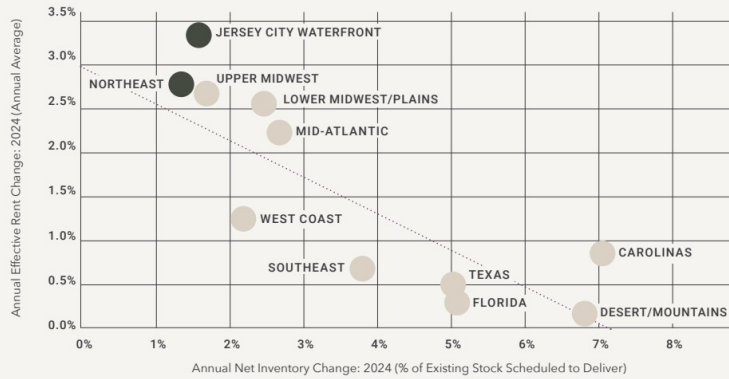 Annual Effective Rent Change: 2024 (Annual Average)
3.5%
3.0%
2.5%
2.0%
1.5%
1.0%
0.5%
0.0%
JERSEY CITY WATERFRONT
NORTHEAST
UPPER MIDWEST
LOWER MIDWEST/PLAINS
MID-ATLANTIC
WEST COAST
SOUTHEAST
TEXAS
FLORIDA
CAROLINAS
DESERT/MOUNTAINS
0% 1% 2% 3% 4% 5% 6% 7% 8%
Annual Net Inventory Change: 2024 (% of Existing Stock Scheduled to Deliver)